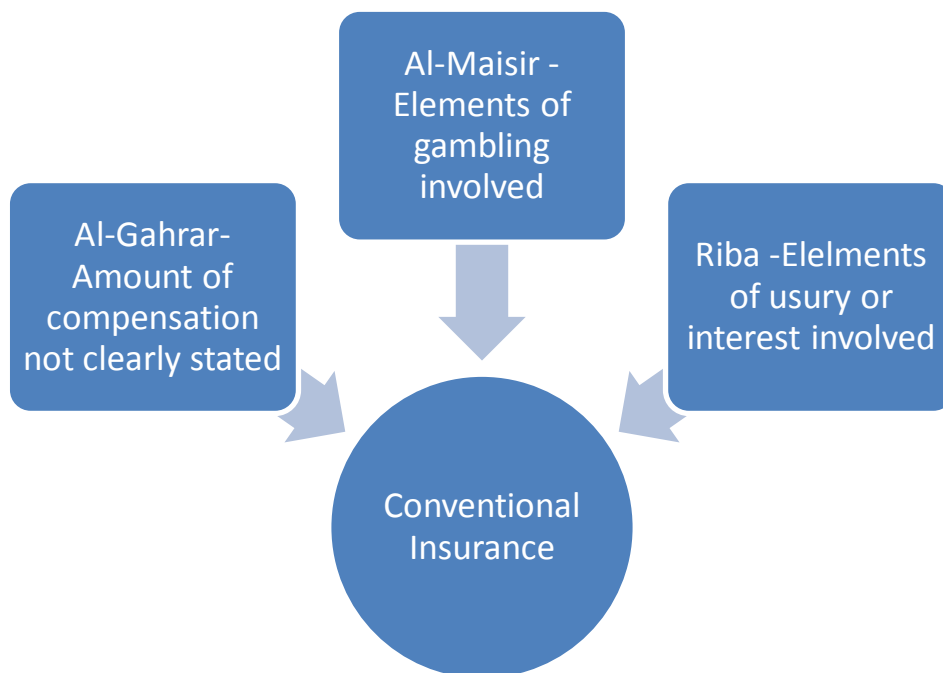 Al-Maisir -
Elements of
gambling
involved
Al-Gahrar-
Amount of
compensation
not clearly stated
Riba -Elelments
of usury or
interest involved
Conventional
Insurance